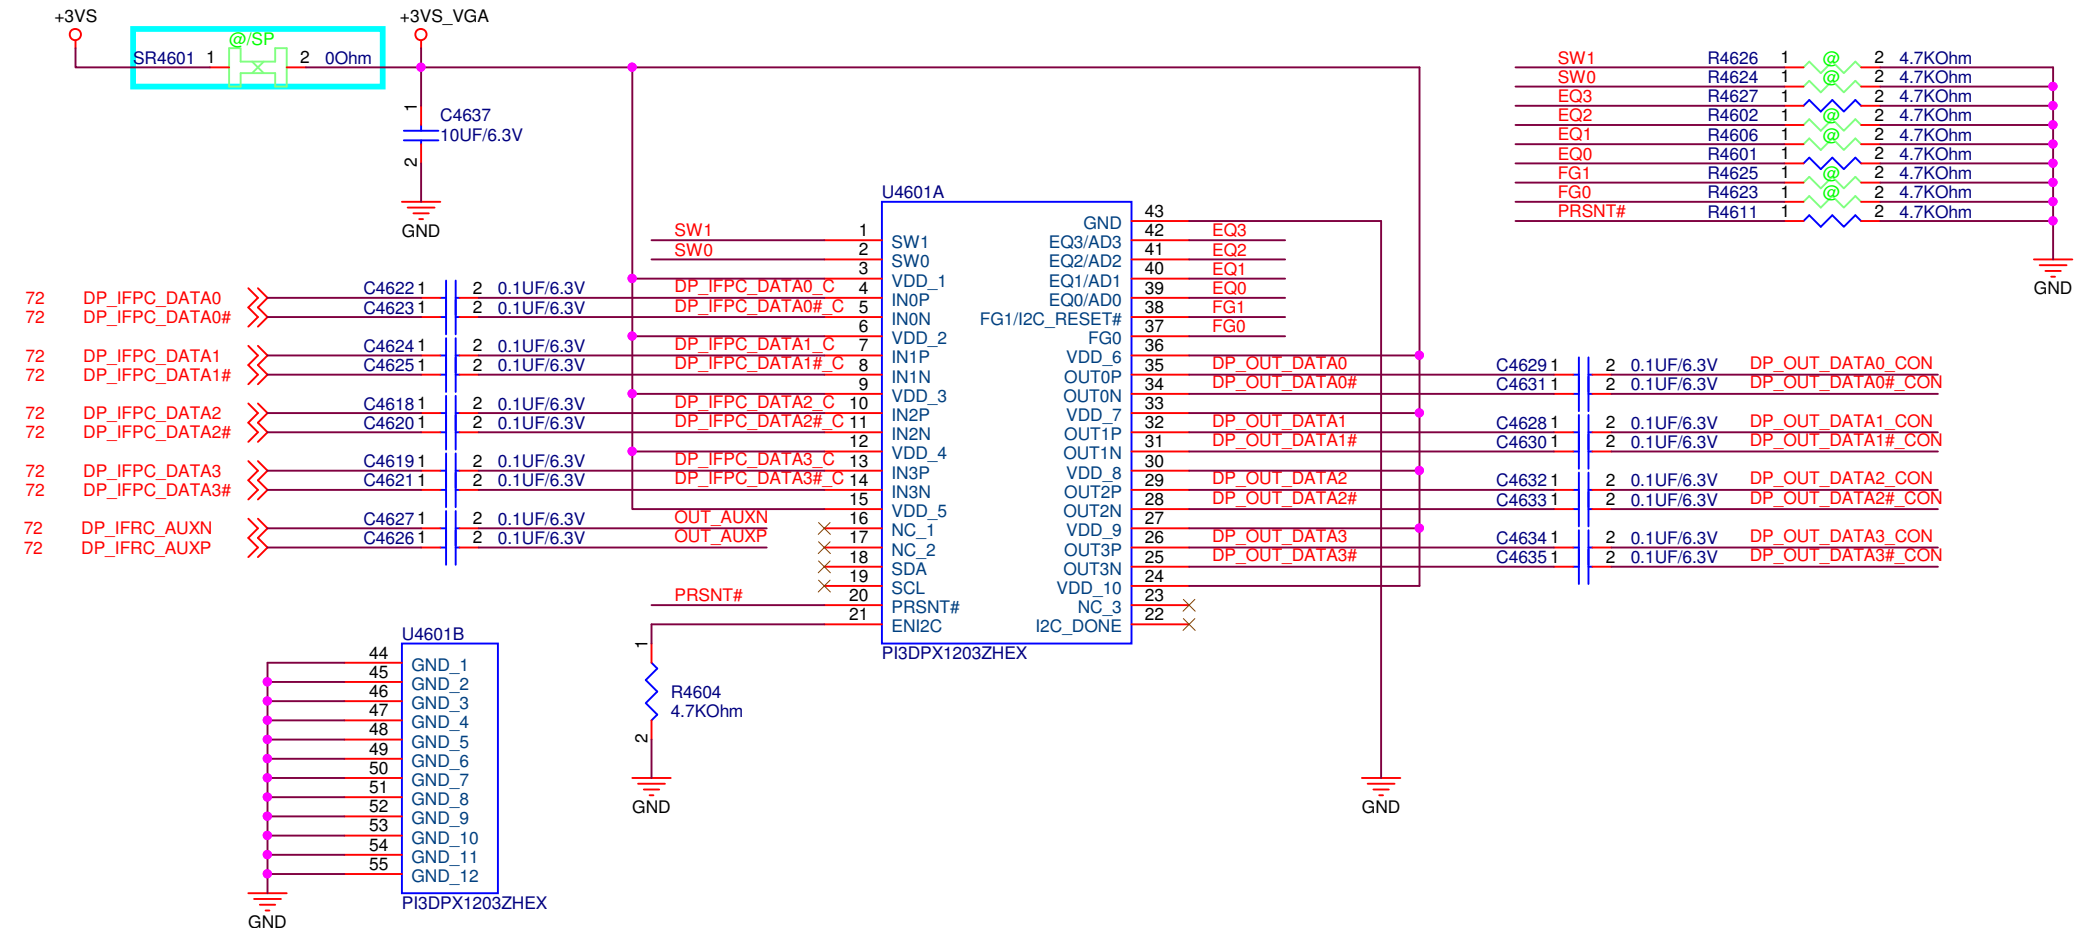 +3VS
+3VS_VGA
@/SP
SR4601 1 2 0Ohm
1
C4637
10UF/6.3V
2
GND
SW1 R4626 1 @ 2 4.7KOhm
SW0 R4624 1 @ 2 4.7KOhm
EQ3 R4627 1 2 4.7KOhm
EQ2 R4602 1 @ 2 4.7KOhm
EQ1 R4606 1 @ 2 4.7KOhm
EQ0 R4601 1 2 4.7KOhm
FG1 R4625 1 @ 2 4.7KOhm
FG0 R4623 1 @ 2 4.7KOhm
PRSNT# R4611 1 2 4.7KOhm
GND
U4601A
GND 43
SW1 1 SW1 EQ3/AD3 42 EQ3
SW0 2 SW0 EQ2/AD2 41 EQ2
3 VDD_1 EQ1/AD1 40 EQ1
72 DP_IFPC_DATA0 C4622 1 2 0.1UF/6.3V DP_IFPC_DATA0_C 4 IN0P EQ0/AD0 39 EQ0
72 DP_IFPC_DATA0# C4623 1 2 0.1UF/6.3V DP_IFPC_DATA0#_C 5 IN0N FG1/I2C_RESET# 38 FG1
6 VDD_2 FG0 37 FG0
72 DP_IFPC_DATA1 C4624 1 2 0.1UF/6.3V DP_IFPC_DATA1_C 7 IN1P VDD_6 36
72 DP_IFPC_DATA1# C4625 1 2 0.1UF/6.3V DP_IFPC_DATA1#_C 8 IN1N OUT0P 35 DP_OUT_DATA0 C4629 1 2 0.1UF/6.3V DP_OUT_DATA0_CON
9 VDD_3 OUT0N 34 DP_OUT_DATA0# C4631 1 2 0.1UF/6.3V DP_OUT_DATA0#_CON
72 DP_IFPC_DATA2 C4618 1 2 0.1UF/6.3V DP_IFPC_DATA2_C 10 IN2P VDD_7 33
72 DP_IFPC_DATA2# C4620 1 2 0.1UF/6.3V DP_IFPC_DATA2#_C 11 IN2N OUT1P 32 DP_OUT_DATA1 C4628 1 2 0.1UF/6.3V DP_OUT_DATA1_CON
12 VDD_4 OUT1N 31 DP_OUT_DATA1# C4630 1 2 0.1UF/6.3V DP_OUT_DATA1#_CON
72 DP_IFPC_DATA3 C4619 1 2 0.1UF/6.3V DP_IFPC_DATA3_C 13 IN3P VDD_8 30
72 DP_IFPC_DATA3# C4621 1 2 0.1UF/6.3V DP_IFPC_DATA3#_C 14 IN3N OUT2P 29 DP_OUT_DATA2 C4632 1 2 0.1UF/6.3V DP_OUT_DATA2_CON
15 VDD_5 OUT2N 28 DP_OUT_DATA2# C4633 1 2 0.1UF/6.3V DP_OUT_DATA2#_CON
72 DP_IFRC_AUXN C4627 1 2 0.1UF/6.3V OUT_AUXN 16 NC_1 VDD_9 27
72 DP_IFRC_AUXP C4626 1 2 0.1UF/6.3V OUT_AUXP 17 NC_2 OUT3P 26 DP_OUT_DATA3 C4634 1 2 0.1UF/6.3V DP_OUT_DATA3_CON
18 SDA OUT3N 25 DP_OUT_DATA3# C4635 1 2 0.1UF/6.3V DP_OUT_DATA3#_CON
19 SCL VDD_10 24
PRSNT# 20 PRSNT# NC_3 23
21 ENI2C I2C_DONE 22
PI3DPX1203ZHEX
1
R4604
4.7KOhm
2
GND
GND
U4601B
44 GND_1
45 GND_2
46 GND_3
47 GND_4
48 GND_5
49 GND_6
50 GND_7
51 GND_8
52 GND_9
53 GND_10
54 GND_11
55 GND_12
PI3DPX1203ZHEX
GND